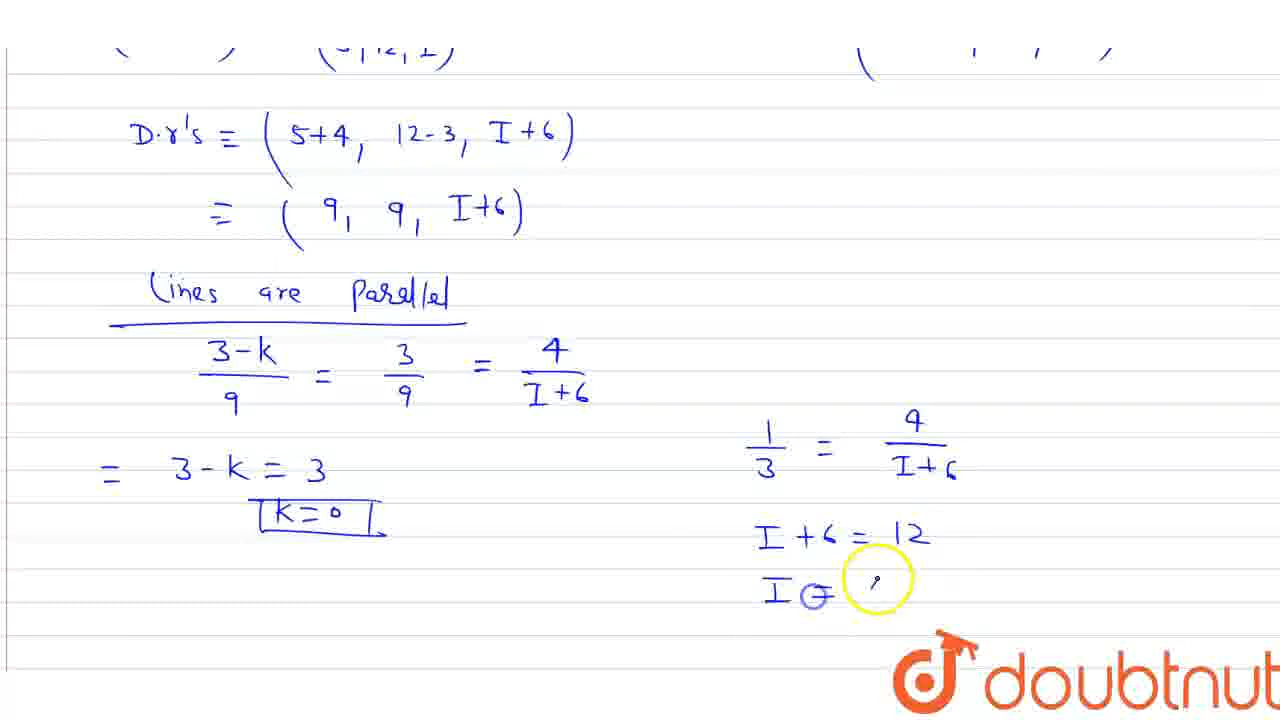 D.r's ≡ (5+4, 12-3, I+6)
≡ (9, 9, I+6)
Lines are parallel
3-k/9 = 3/9 = 4/I+6
= 3-k = 3
k=0
1/3 = 4/I+6
I+6 = 12
I =
doubtnut